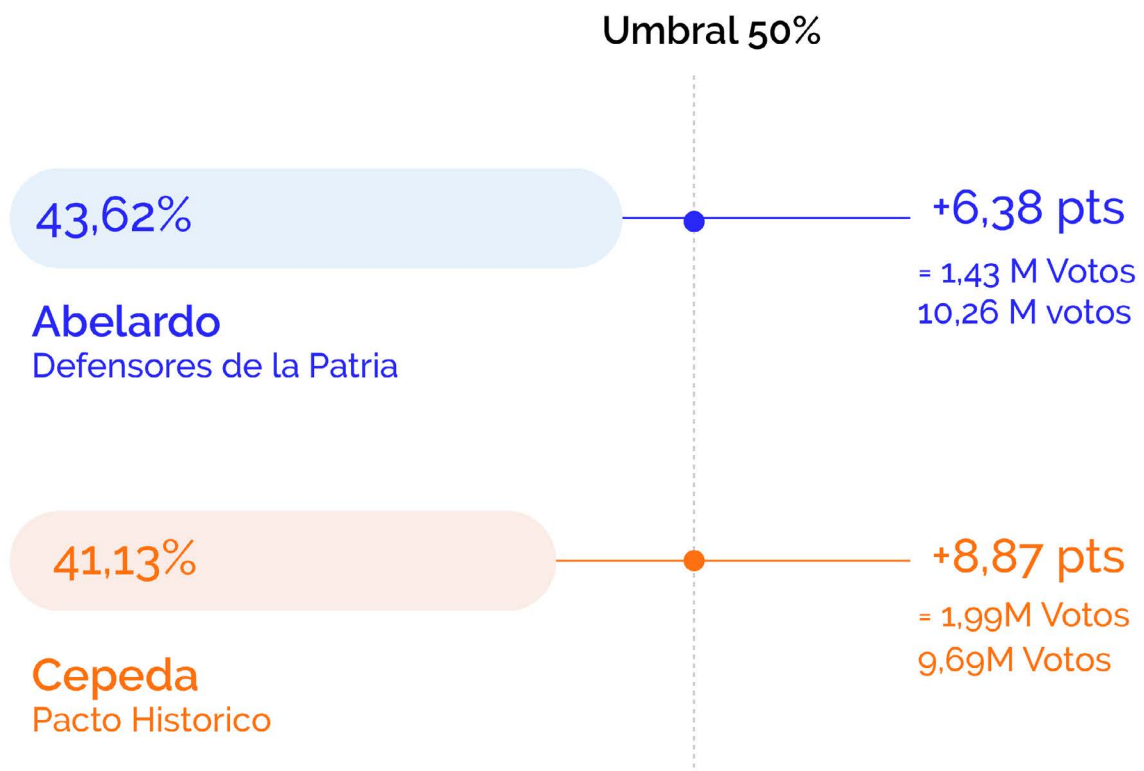 Umbral 50%
43,62%
+6,38 pts
= 1,43 M Votos
10,26 M votos
Abelardo
Defensores de la Patria
41,13%
+8,87 pts
= 1,99M Votos
9,69M Votos
Cepeda
Pacto Historico